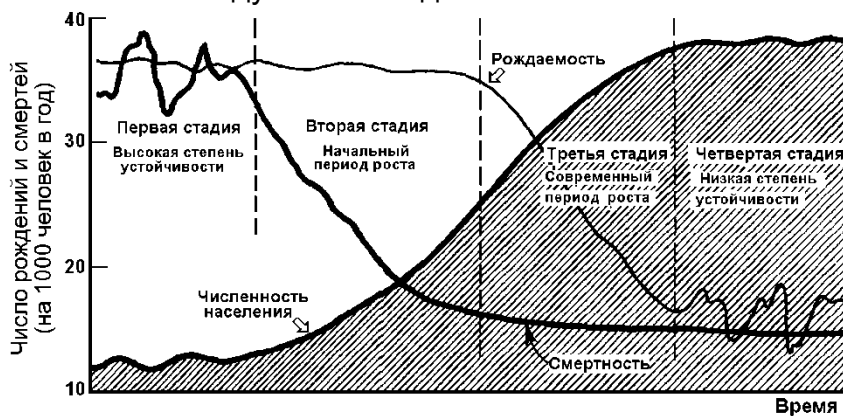 Число рождений и смертей
(на 1000 человек в год)
40
30
20
10
Рождаемость
Первая стадия
Высокая степень
устойчивости
Вторая стадия
Начальный
период роста
Третья стадия
Современный
период роста
Четвертая стадия
Низкая степень
устойчивости
Численность
населения
Смертность
Время